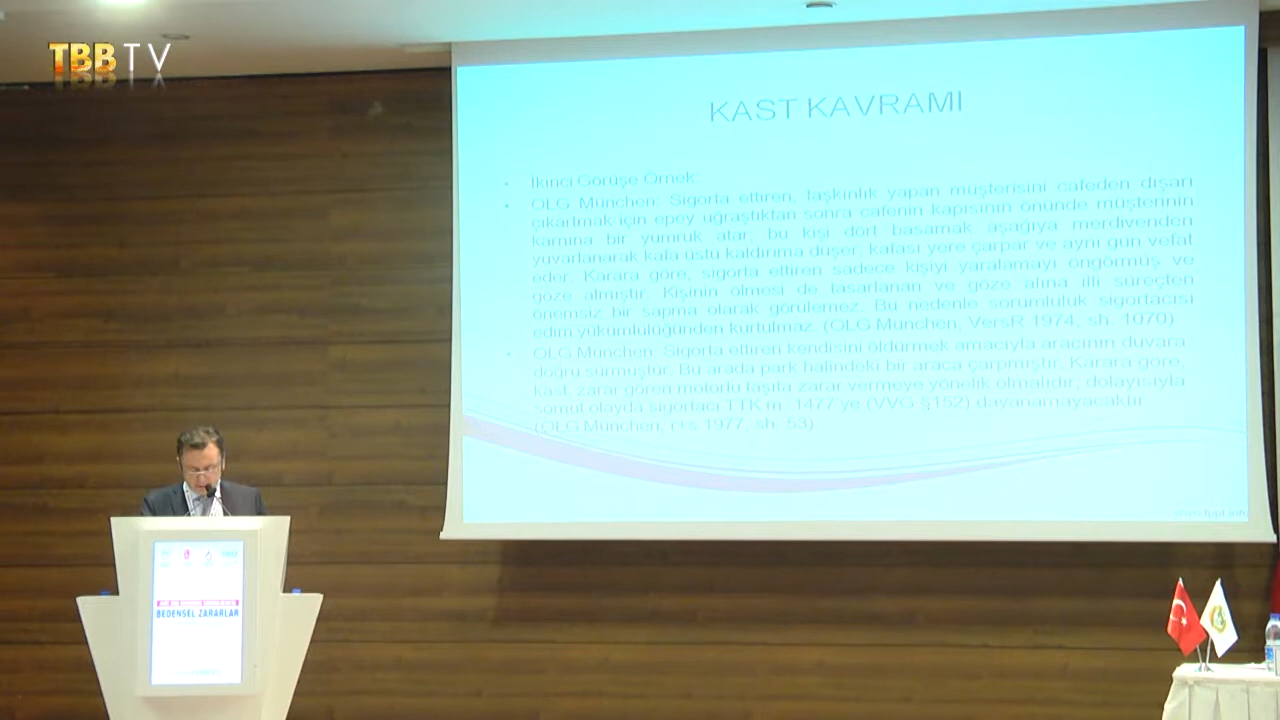 TBB TV
KAST KAVRAMI
İkinci Görüşe Örnek:
OLG München: Sigorta ettiren, taşkınlık yapan müşterisini cafeden dışarı
çıkartmak için epey uğraştıktan sonra cafenin kapısının önünde müşterinin
karnına bir yumruk atar; bu kişi dört basamak aşağıya merdivenden
yuvarlanarak kafa üstü kaldırıma düşer; kafası yere çarpar ve aynı gün vefat
eder. Karara göre, sigorta ettiren sadece kişiyi yaralamayı öngörmüş ve
göze almıştır. Kişinin ölmesi de tasarlanan ve göze alına illi süreçten
önemsiz bir sapma olarak görülemez. Bu nedenle sorumluluk sigortacısı
edim yükümlülüğünden kurtulmaz. (OLG München, VersR 1974, sh. 1070)
OLG München: Sigorta ettiren kendisini öldürmek amacıyla aracının duvara
doğru sürmüştür. Bu arada park halindeki bir araca çarpmıştır. Karara göre,
kast, zarar gören motorlu taşıta zarar vermeye yönelik olmalıdır; dolayısıyla
somut olayda sigortacı TTK m. 1477'ye (VVG §152) dayanamayacaktır.
(OLG München, r+s 1977, sh. 53)
BEDENSEL ZARARLAR